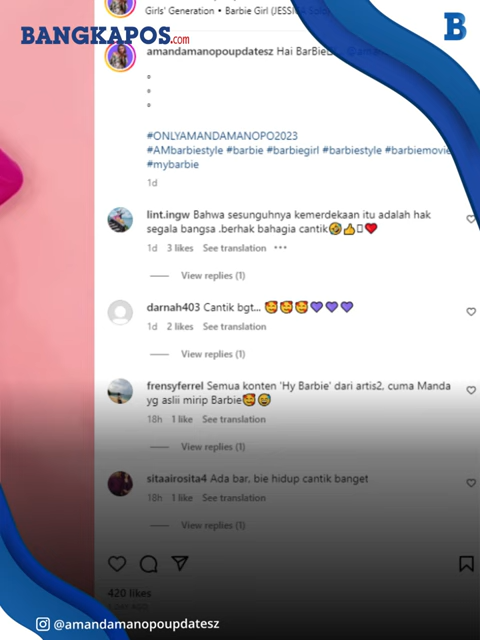 Girls' Generation • Barbie Girl (JESSICA
BANGKAPOS.com
B
amandamanopoupdatesz Hai BarBie
#ONLYAMANDAMANOPO2023
#AMbarbiestyle #barbie #barbiegirl #barbiestyle #barbiemovie
#mybarbie
1d
lint.ingw Bahwa sesungguhnya kemerdekaan itu adalah hak
segala bangsa .berhak bahagia cantik🤣👍▯❤️
1d 3 likes See translation •••
View replies (1)
darnah403 Cantik bgt... 🥰🥰🥰💜💜💜
1d 2 likes See translation
View replies (1)
frensyferrel Semua konten 'Hy Barbie' dari artis2, cuma Manda
yg aslii mirip Barbie🥰😅
18h 1 like See translation
View replies (1)
sitaairosita4 Ada bar, bie hidup cantik banget
18h 1 like See translation
View replies (1)
420 likes
@amandamanopoupdatesz